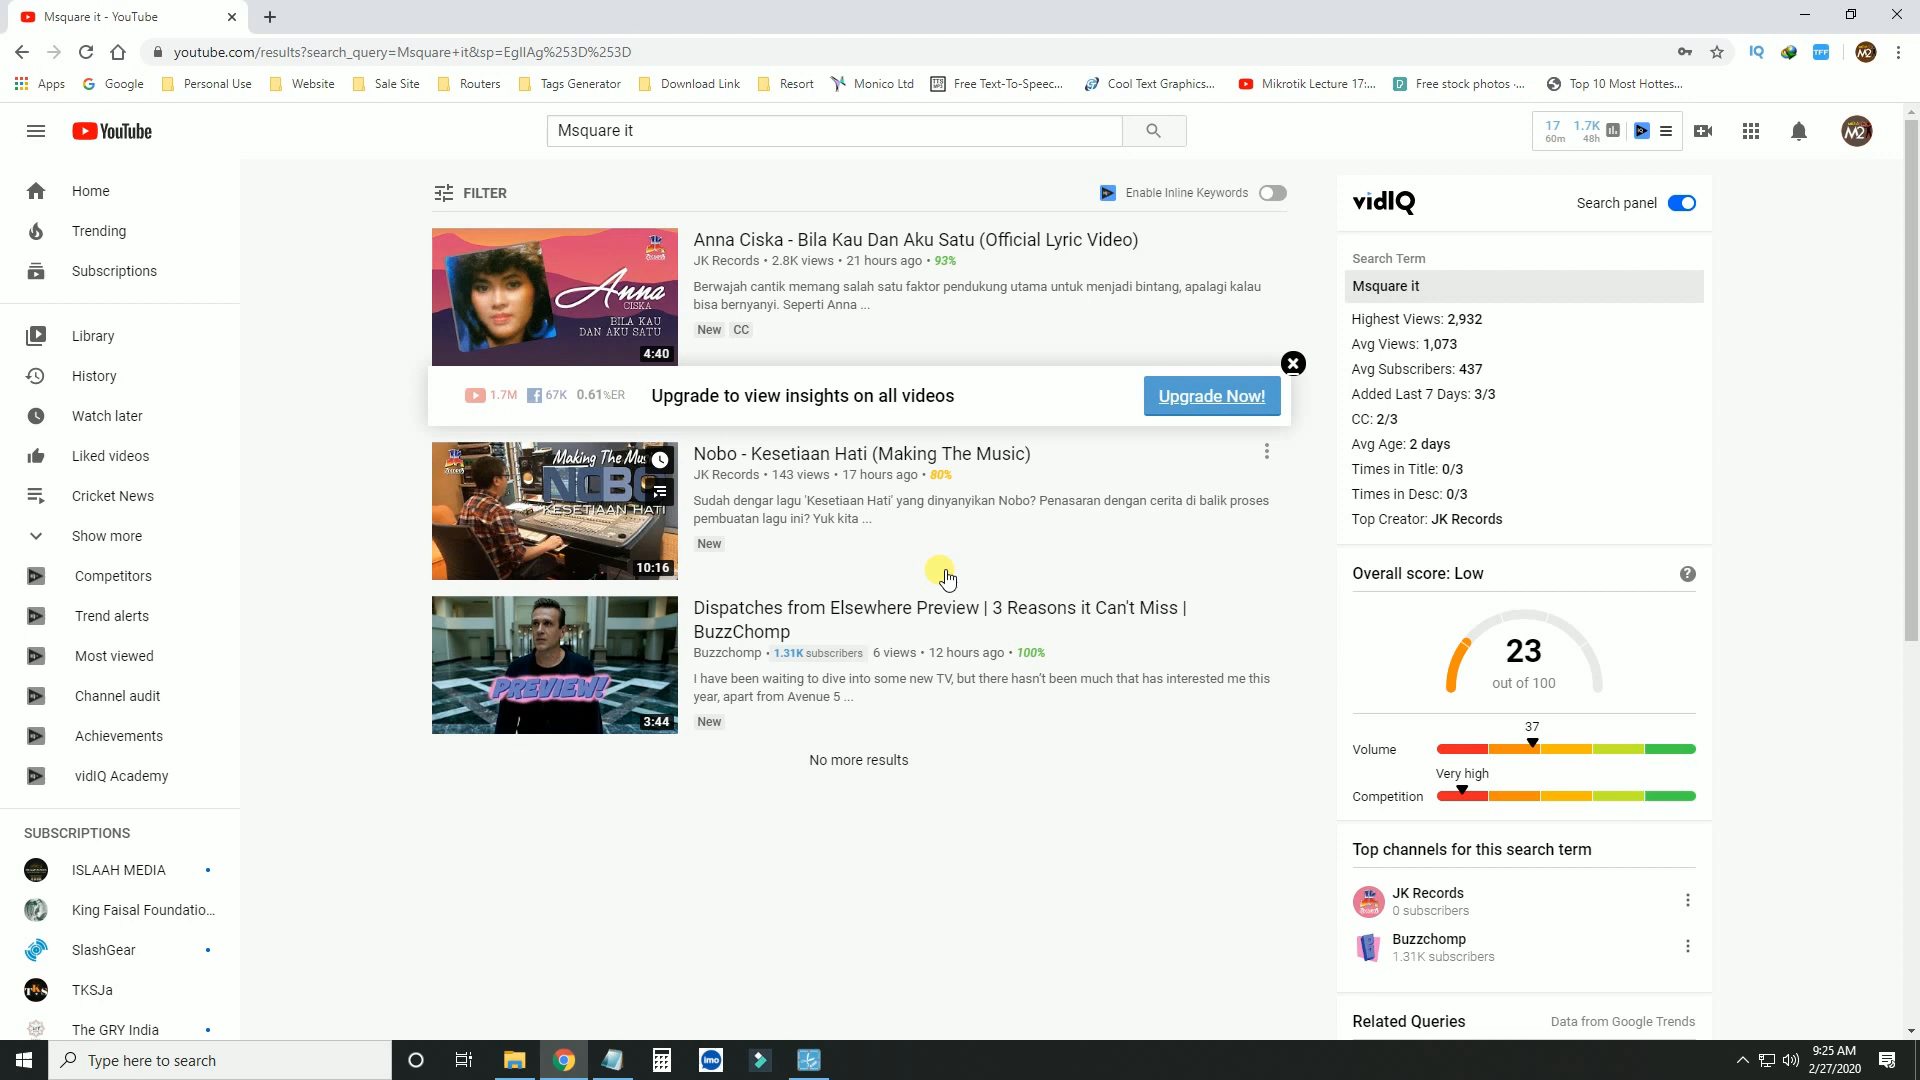 Msquare it - YouTube
youtube.com/results?search_query=Msquare+it&sp=EgIIAg%253D%253D
IQ
TFF
M2
Apps
Google
Personal Use
Website
Sale Site
Routers
Tags Generator
Download Link
Resort
Monico Ltd
Free Text-To-Speec...
Cool Text Graphics...
Mikrotik Lecture 17:...
Free stock photos -...
Top 10 Most Hottes...
YouTube
Msquare it
17
60m
1.7K
48h
M2
Home
Trending
Subscriptions
Library
History
Watch later
Liked videos
Cricket News
Show more
Competitors
Trend alerts
Most viewed
Channel audit
Achievements
vidIQ Academy
SUBSCRIPTIONS
ISLAAH MEDIA
King Faisal Foundatio...
SlashGear
TKSJa
The GRY India
FILTER
Enable Inline Keywords
Anna
CISKA
BILA KAU
DAN AKU SATU
4:40
Anna Ciska - Bila Kau Dan Aku Satu (Official Lyric Video)
JK Records • 2.8K views • 21 hours ago • 93%
Berwajah cantik memang salah satu faktor pendukung utama untuk menjadi bintang, apalagi kalau
bisa bernyanyi. Seperti Anna ...
New CC
1.7M 67K 0.61%ER
Upgrade to view insights on all videos
Upgrade Now!
Making The Mus
NOBO
KESETIAAN HATI
10:16
Nobo - Kesetiaan Hati (Making The Music)
JK Records • 143 views • 17 hours ago • 80%
Sudah dengar lagu 'Kesetiaan Hati' yang dinyanyikan Nobo? Penasaran dengan cerita di balik proses
pembuatan lagu ini? Yuk kita ...
New
PREVIEW!
3:44
Dispatches from Elsewhere Preview | 3 Reasons it Can't Miss |
BuzzChomp
Buzzchomp • 1.31K subscribers 6 views • 12 hours ago • 100%
I have been waiting to dive into some new TV, but there hasn't been much that has interested me this
year, apart from Avenue 5 ...
New
No more results
vidIQ
Search panel
Search Term
Msquare it
Highest Views: 2,932
Avg Views: 1,073
Avg Subscribers: 437
Added Last 7 Days: 3/3
CC: 2/3
Avg Age: 2 days
Times in Title: 0/3
Times in Desc: 0/3
Top Creator: JK Records
Overall score: Low
?
23
out of 100
37
Volume
Very high
Competition
Top channels for this search term
JK Records
0 subscribers
Buzzchomp
1.31K subscribers
Related Queries
Data from Google Trends
Type here to search
imo
9:25 AM
2/27/2020